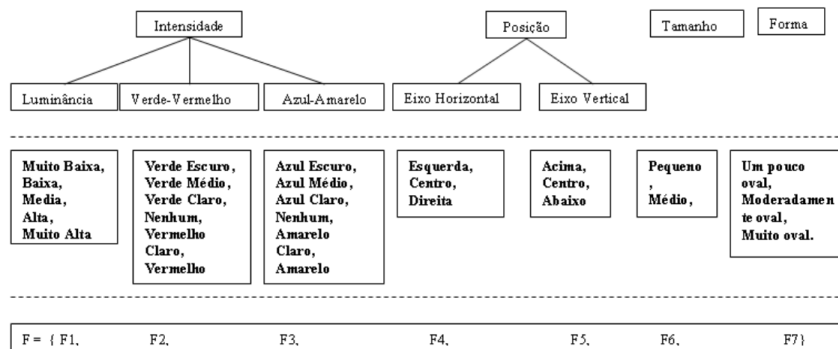 Intensidade Posição Tamanho Forma
Luminância Verde-Vermelho Azul-Amarelo Eixo Horizontal Eixo Vertical
Muito Baixa,
Baixa,
Media,
Alta,
Muito Alta
Verde Escuro,
Verde Médio,
Verde Claro,
Nenhum,
Vermelho
Claro,
Vermelho
Azul Escuro,
Azul Médio,
Azul Claro,
Nenhum,
Amarelo
Claro,
Amarelo
Esquerda,
Centro,
Direita
Acima,
Centro,
Abaixo
Pequeno
,
Médio,
Um pouco
oval,
Moderadamen
te oval,
Muito oval.
F = { F1, F2, F3, F4, F5, F6, F7}